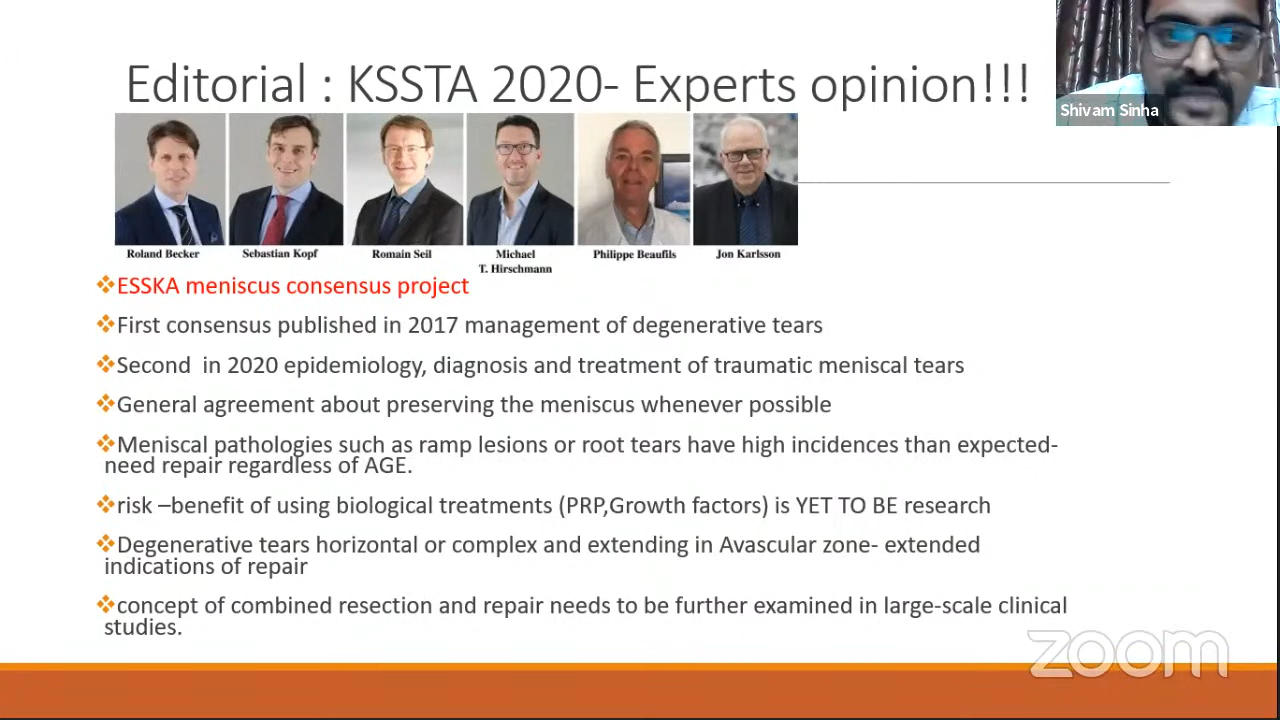 Editorial : KSSTA 2020- Experts opinion!!!
Shivam Sinha
Roland Becker
Sebastian Kopf
Romain Seil
Michael
T. Hirschmann
Philippe Beaufils
Jon Karlsson
ESSKA meniscus consensus project
First consensus published in 2017 management of degenerative tears
Second in 2020 epidemiology, diagnosis and treatment of traumatic meniscal tears
General agreement about preserving the meniscus whenever possible
Meniscal pathologies such as ramp lesions or root tears have high incidences than expected-
need repair regardless of AGE.
risk –benefit of using biological treatments (PRP,Growth factors) is YET TO BE research
Degenerative tears horizontal or complex and extending in Avascular zone- extended
indications of repair
concept of combined resection and repair needs to be further examined in large-scale clinical
studies.
zoom